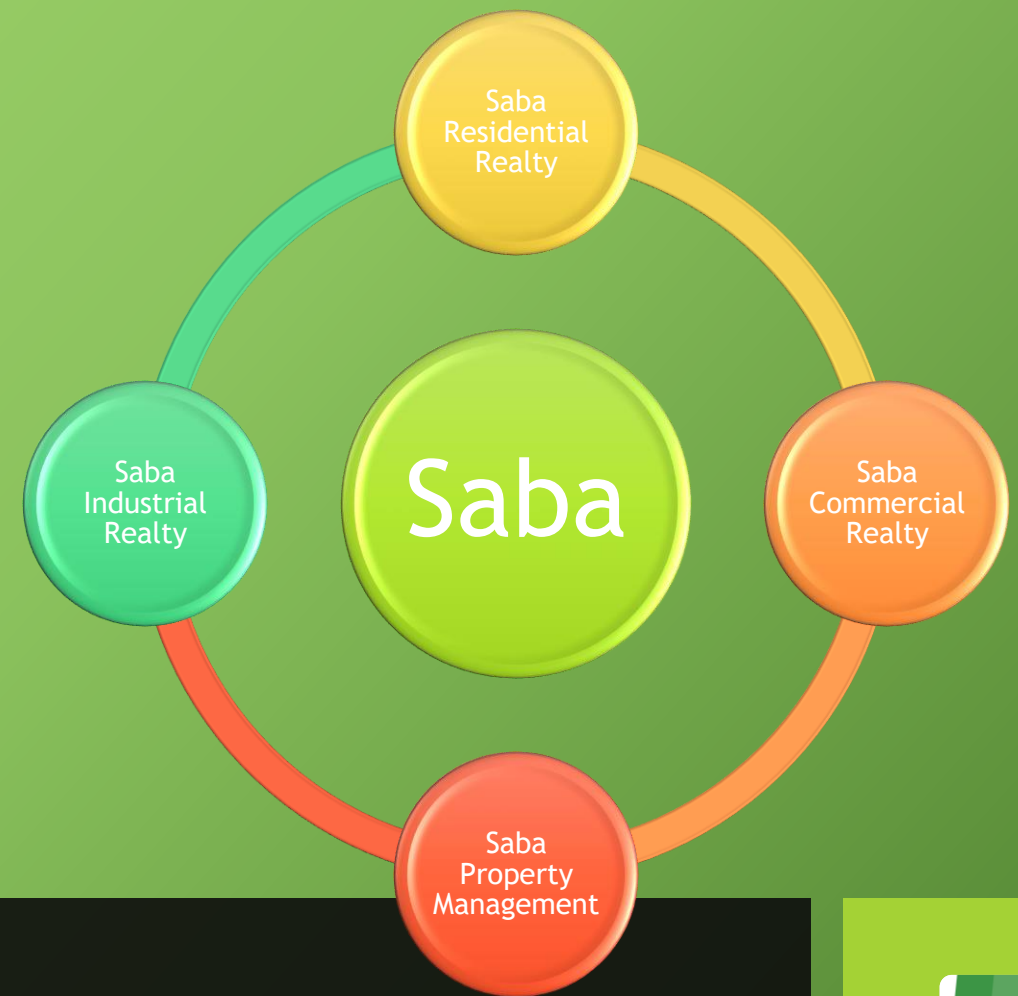 Saba
Residential
Realty
Saba
Industrial
Realty
Saba
Saba
Commercial
Realty
Saba
Property
Management